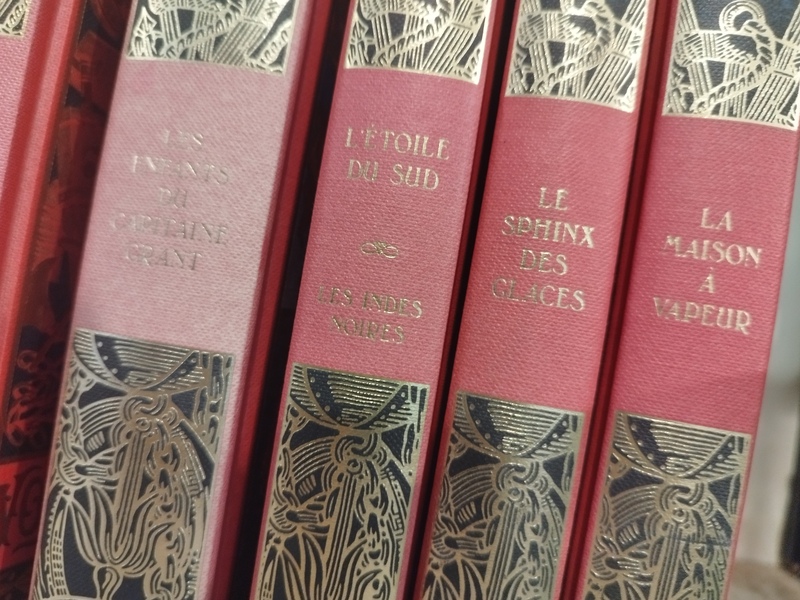 LES
ENFANTS
DU
CAPITAINE
GRANT
L'ÉTOILE
DU SUD
LES INDES
NOIRES
LE
SPHINX
DES
GLACES
LA
MAISON
À
VAPEUR